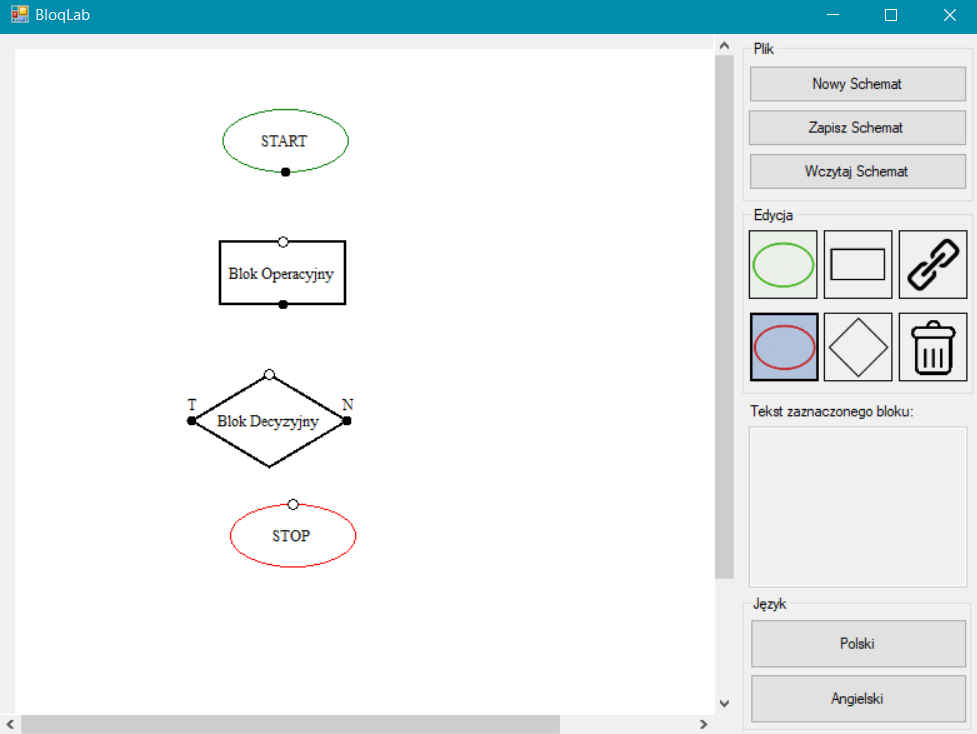 BloqLab
START
Blok Operacyjny
T
N
Blok Decyzyjny
STOP
Plik
Nowy Schemat
Zapisz Schemat
Wczytaj Schemat
Edycja
Tekst zaznaczonego bloku:
Język
Polski
Angielski